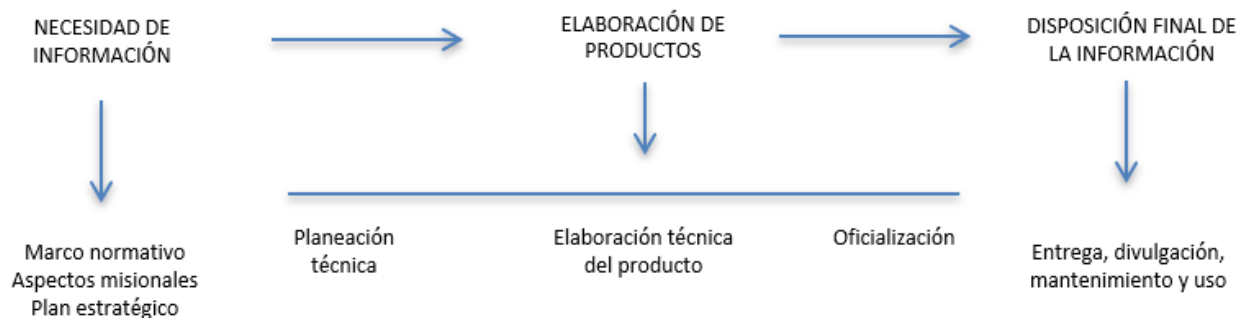 NECESIDAD DE
INFORMACIÓN
ELABORACIÓN DE
PRODUCTOS
DISPOSICIÓN FINAL DE
LA INFORMACIÓN
Marco normativo
Aspectos misionales
Plan estratégico
Planeación
técnica
Elaboración técnica
del producto
Oficialización
Entrega, divulgación,
mantenimiento y uso